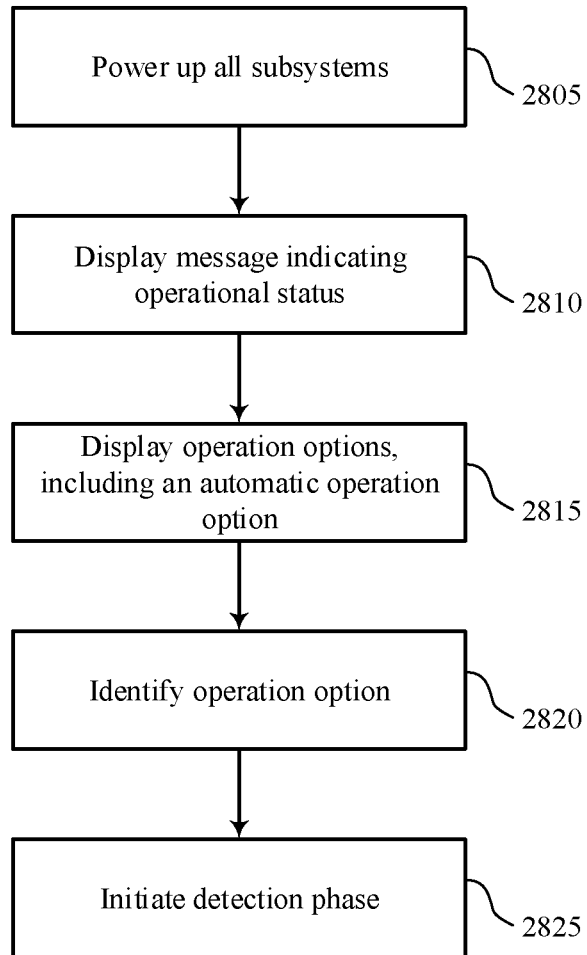 Power up all subsystems
2805
Display message indicating
operational status
2810
Display operation options,
including an automatic operation
option
2815
Identify operation option
2820
Initiate detection phase
2825